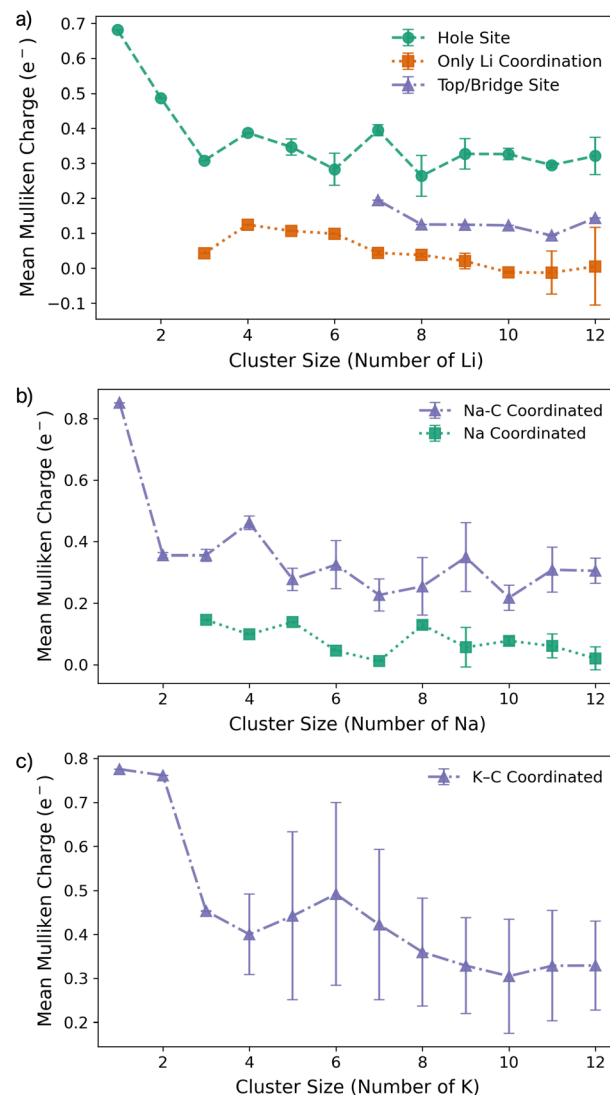 a)
Mean Mulliken Charge (e⁻)
0.7
0.6
0.5
0.4
0.3
0.2
0.1
0.0
−0.1
Hole Site
Only Li Coordination
Top/Bridge Site
2 4 6 8 10 12
Cluster Size (Number of Li)
b)
Mean Mulliken Charge (e⁻)
0.8
0.6
0.4
0.2
0.0
Na-C Coordinated
Na Coordinated
2 4 6 8 10 12
Cluster Size (Number of Na)
c)
Mean Mulliken Charge (e⁻)
0.8
0.7
0.6
0.5
0.4
0.3
0.2
K–C Coordinated
2 4 6 8 10 12
Cluster Size (Number of K)